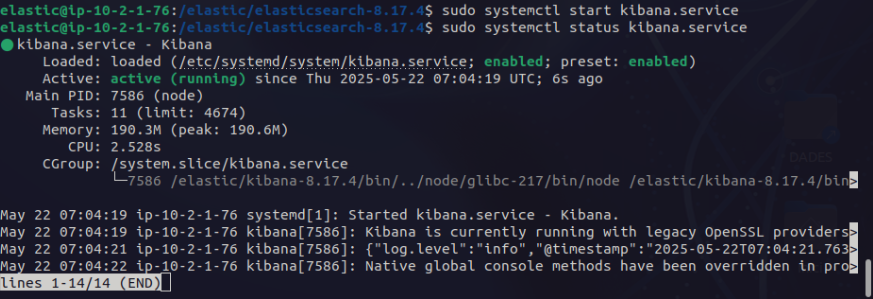 elastic@ip-10-2-1-76:/elastic/elasticsearch-8.17.4$ sudo systemctl start kibana.service
elastic@ip-10-2-1-76:/elastic/elasticsearch-8.17.4$ sudo systemctl status kibana.service
● kibana.service - Kibana
Loaded: loaded (/etc/systemd/system/kibana.service; enabled; preset: enabled)
Active: active (running) since Thu 2025-05-22 07:04:19 UTC; 6s ago
Main PID: 7586 (node)
Tasks: 11 (limit: 4674)
Memory: 190.3M (peak: 190.6M)
CPU: 2.528s
CGroup: /system.slice/kibana.service
└─7586 /elastic/kibana-8.17.4/bin/../node/glibc-217/bin/node /elastic/kibana-8.17.4/bin>
DADES
May 22 07:04:19 ip-10-2-1-76 systemd[1]: Started kibana.service - Kibana.
May 22 07:04:19 ip-10-2-1-76 kibana[7586]: Kibana is currently running with legacy OpenSSL providers>
May 22 07:04:21 ip-10-2-1-76 kibana[7586]: {"log.level":"info","@timestamp":"2025-05-22T07:04:21.763>
May 22 07:04:22 ip-10-2-1-76 kibana[7586]: Native global console methods have been overridden in pro>
lines 1-14/14 (END)